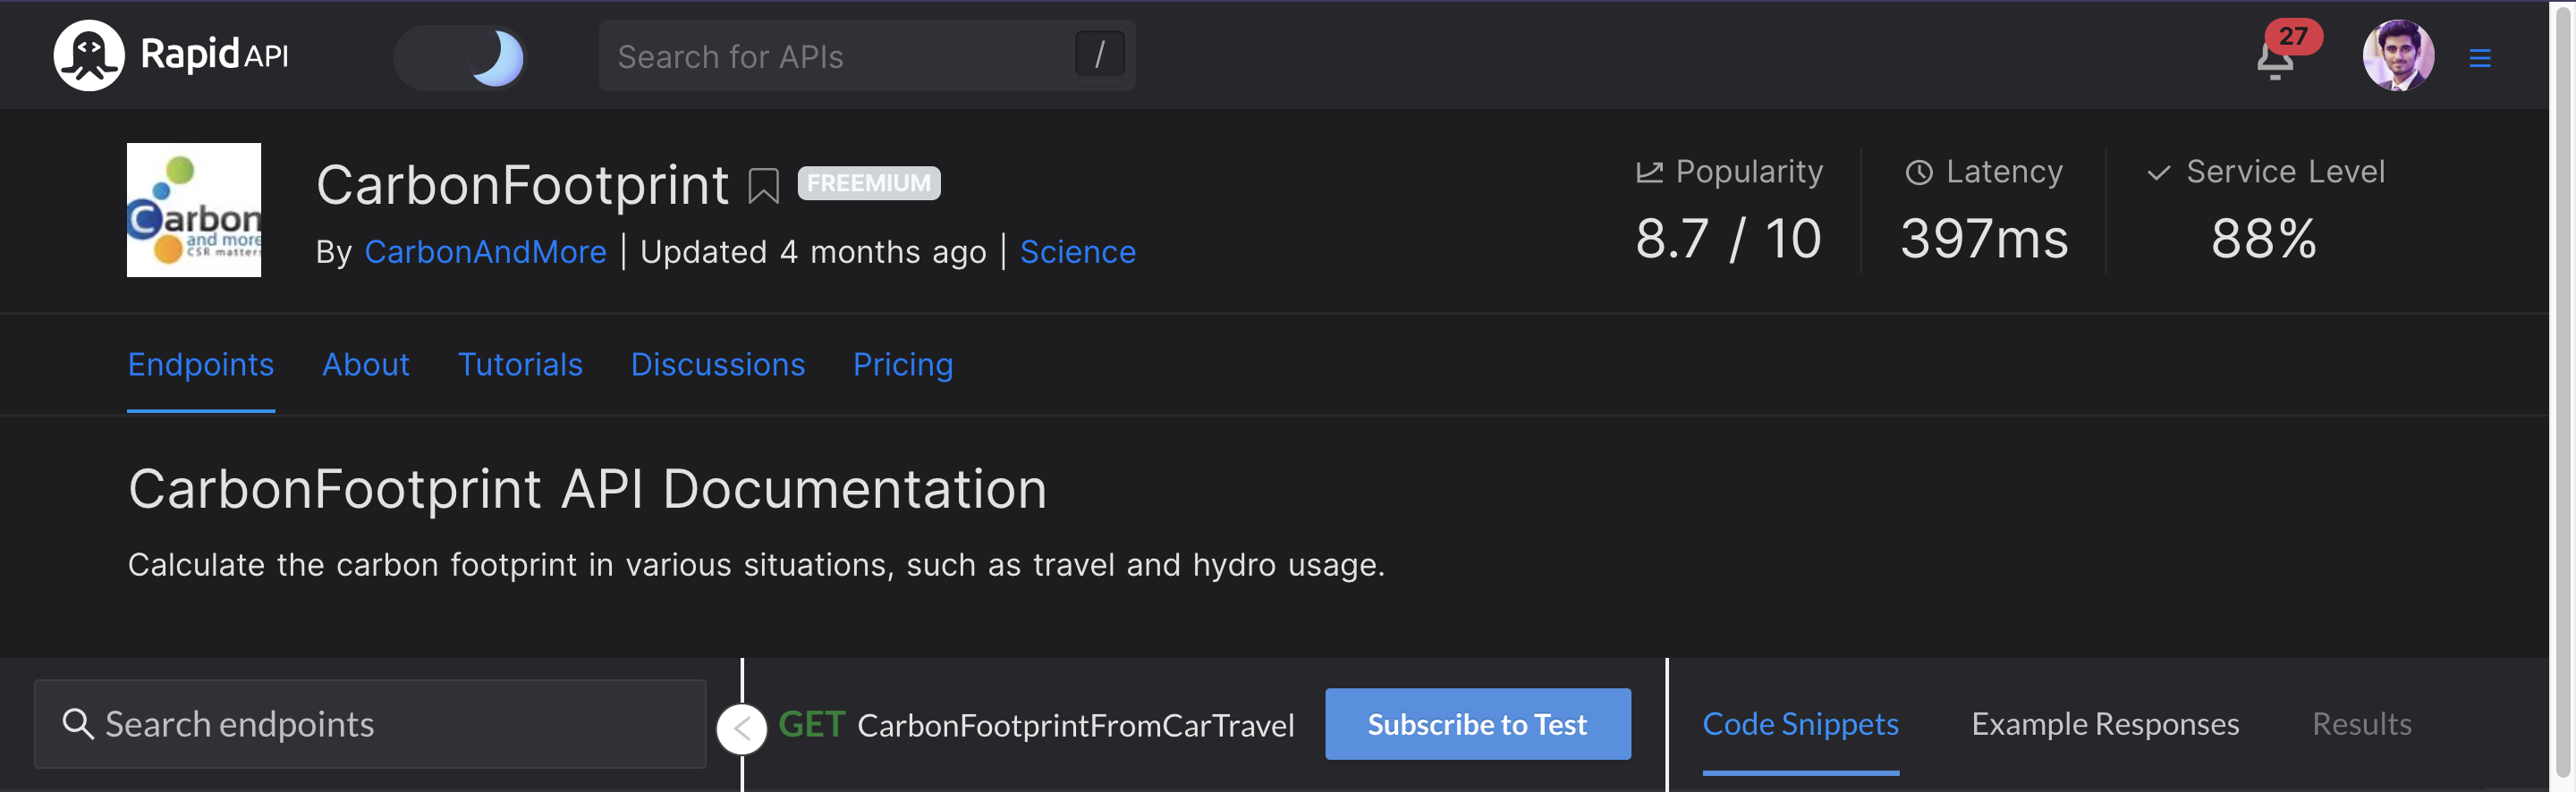 RapidAPI
Search for APIs
/
27
Carbon
and more
CSR matters
CarbonFootprint FREEMIUM
By CarbonAndMore | Updated 4 months ago | Science
Popularity
8.7 / 10
Latency
397ms
Service Level
88%
Endpoints About Tutorials Discussions Pricing
CarbonFootprint API Documentation
Calculate the carbon footprint in various situations, such as travel and hydro usage.
Search endpoints
GET CarbonFootprintFromCarTravel
Subscribe to Test
Code Snippets Example Responses Results